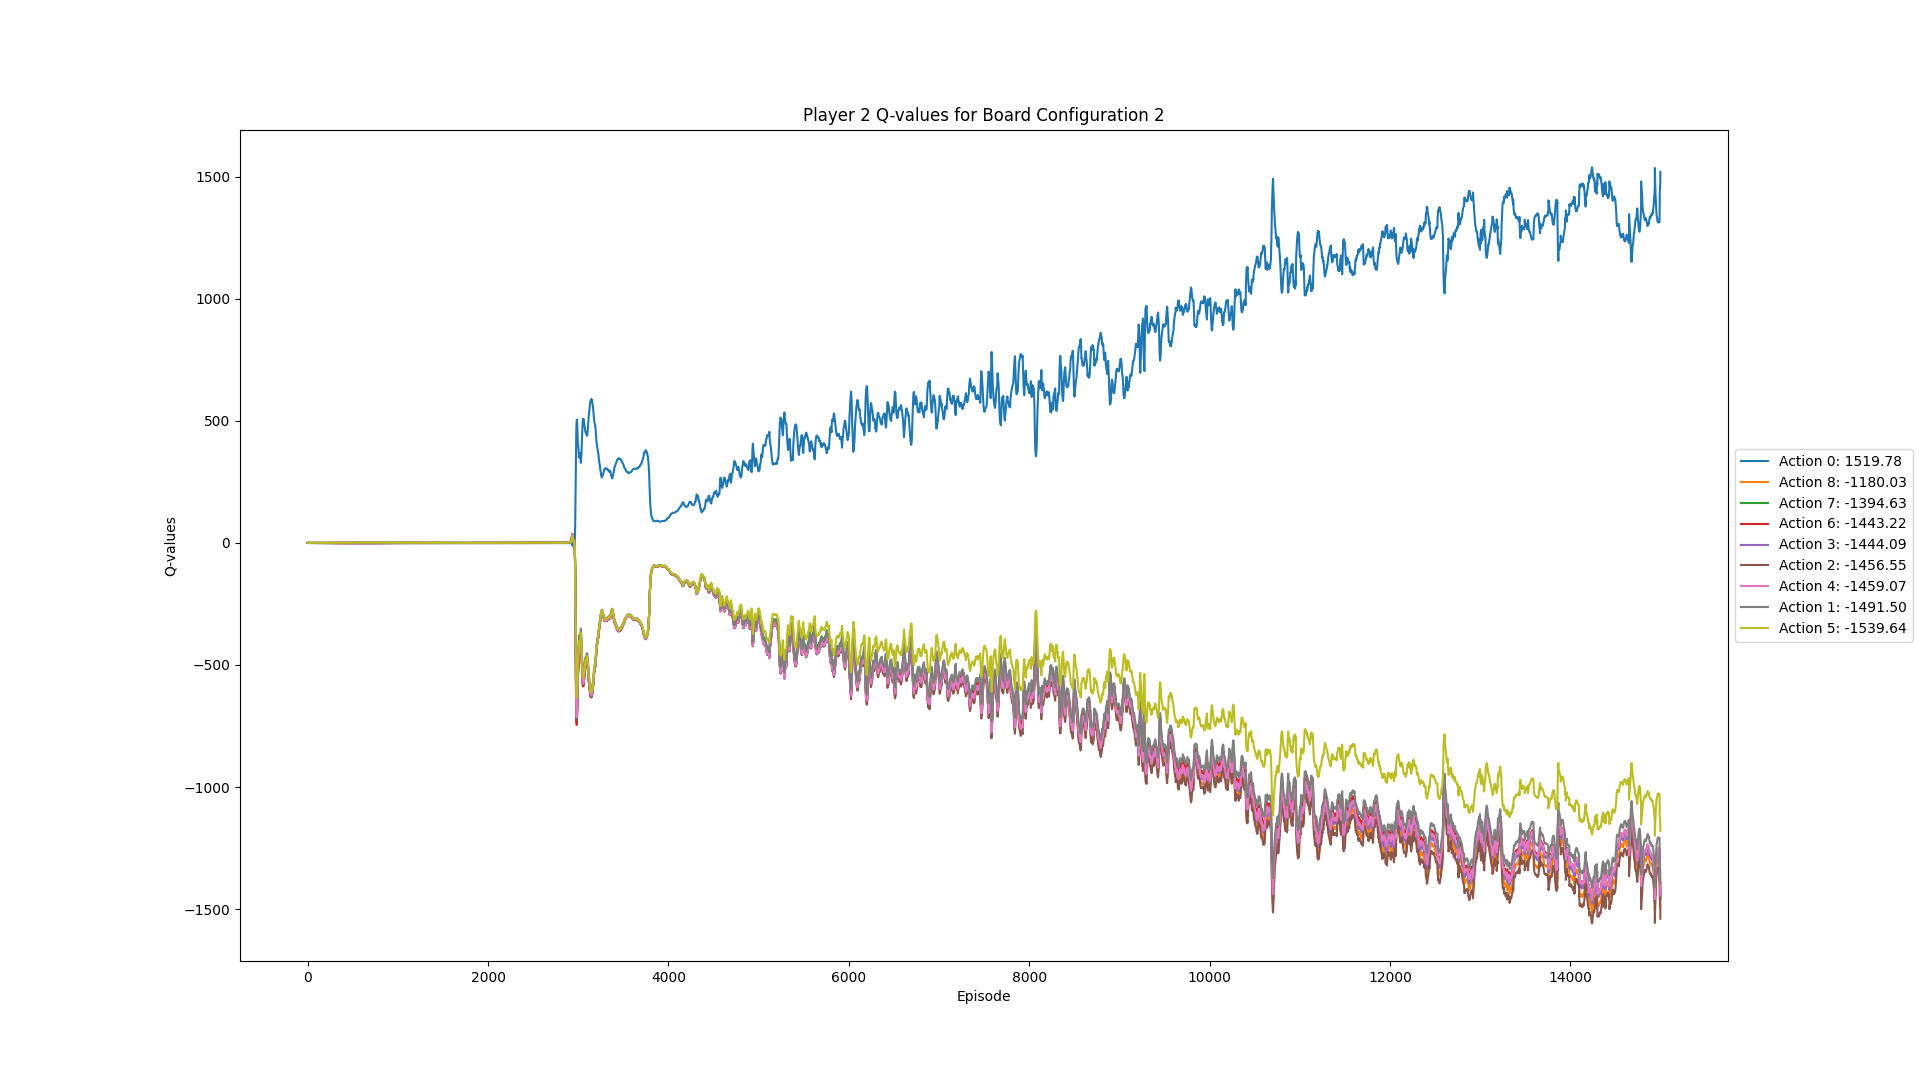 Player 2 Q-values for Board Configuration 2
1500
1000
500
0
−500
−1000
−1500
Q-values
0
2000
4000
6000
8000
10000
12000
14000
Episode
Action 0: 1519.78
Action 8: -1180.03
Action 7: -1394.63
Action 6: -1443.22
Action 3: -1444.09
Action 2: -1456.55
Action 4: -1459.07
Action 1: -1491.50
Action 5: -1539.64